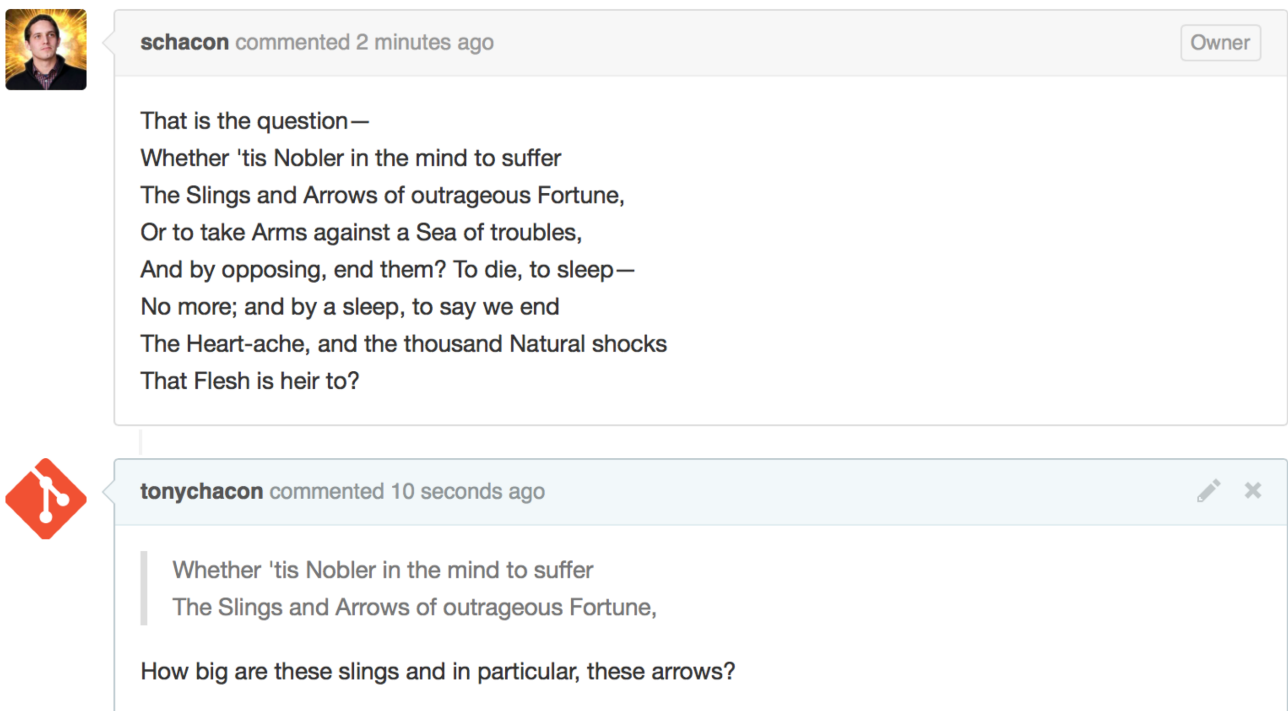 schacon commented 2 minutes ago
Owner
That is the question—
Whether 'tis Nobler in the mind to suffer
The Slings and Arrows of outrageous Fortune,
Or to take Arms against a Sea of troubles,
And by opposing, end them? To die, to sleep—
No more; and by a sleep, to say we end
The Heart-ache, and the thousand Natural shocks
That Flesh is heir to?
tonychacon commented 10 seconds ago
Whether 'tis Nobler in the mind to suffer
The Slings and Arrows of outrageous Fortune,
How big are these slings and in particular, these arrows?